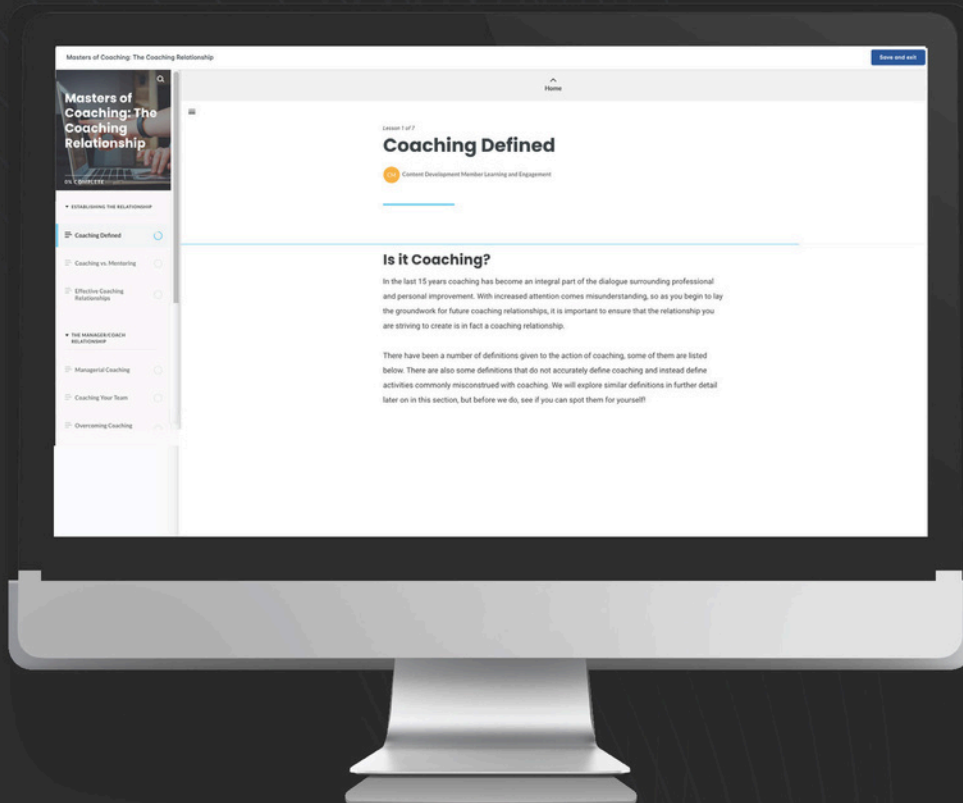 Masters of Coaching: The Coaching Relationship
Save and exit
Masters of
Coaching: The
Coaching
Relationship
0% COMPLETE
ESTABLISHING THE RELATIONSHIP
Coaching Defined
Coaching vs. Mentoring
Effective Coaching
Relationships
THE MANAGER/COACH
RELATIONSHIP
Managerial Coaching
Coaching Your Team
Overcoming Coaching
Home
Lesson 1 of 7
Coaching Defined
CM Content Development Member Learning and Engagement
Is it Coaching?
In the last 15 years coaching has become an integral part of the dialogue surrounding professional
and personal improvement. With increased attention comes misunderstanding, so as you begin to lay
the groundwork for future coaching relationships, it is important to ensure that the relationship you
are striving to create is in fact a coaching relationship.
There have been a number of definitions given to the action of coaching, some of them are listed
below. There are also some definitions that do not accurately define coaching and instead define
activities commonly misconstrued with coaching. We will explore similar definitions in further detail
later on in this section, but before we do, see if you can spot them for yourself!